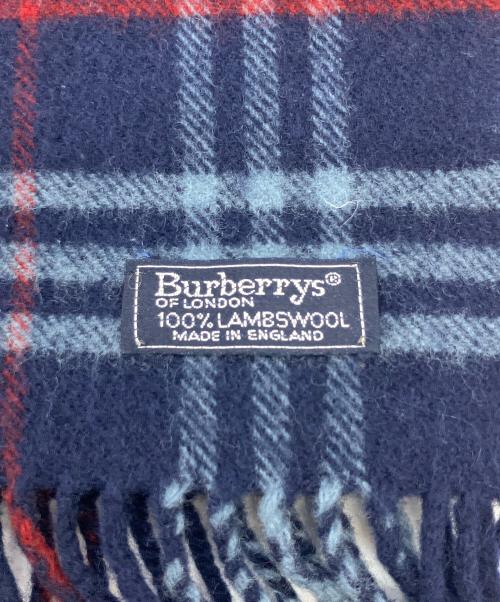 Burberrys®
OF LONDON
100% LAMBSWOOL
MADE IN ENGLAND